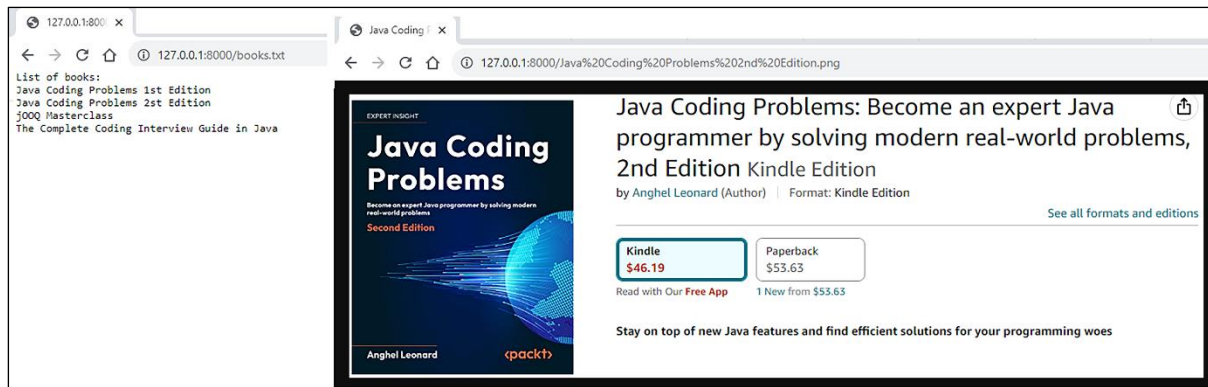 127.0.0.1:800
127.0.0.1:8000/books.txt
List of books:
Java Coding Problems 1st Edition
Java Coding Problems 2st Edition
jOOQ Masterclass
The Complete Coding Interview Guide in Java
Java Coding P
127.0.0.1:8000/Java%20Coding%20Problems%202nd%20Edition.png
EXPERT INSIGHT
Java Coding
Problems
Become an expert Java programmer by solving modern
real-world problems
Second Edition
Anghel Leonard
<packt>
Java Coding Problems: Become an expert Java
programmer by solving modern real-world problems,
2nd Edition Kindle Edition
by Anghel Leonard (Author) Format: Kindle Edition
See all formats and editions
Kindle
$46.19
Read with Our Free App
Paperback
$53.63
1 New from $53.63
Stay on top of new Java features and find efficient solutions for your programming woes